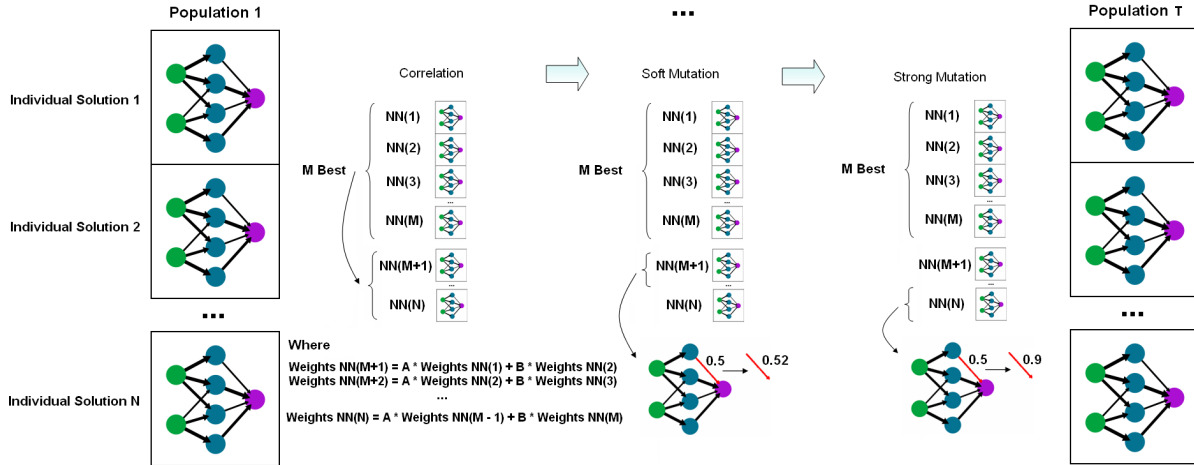 Population 1
...
Population T
Individual Solution 1
Individual Solution 2
...
Individual Solution N
Correlation
M Best
NN(1)
NN(2)
NN(3)
...
NN(M)
NN(M+1)
...
NN(N)
Where
Weights NN(M+1) = A * Weights NN(1) + B * Weights NN(2)
Weights NN(M+2) = A * Weights NN(2) + B * Weights NN(3)
...
Weights NN(N) = A * Weights NN(M - 1) + B * Weights NN(M)
Soft Mutation
M Best
NN(1)
NN(2)
NN(3)
...
NN(M)
NN(M+1)
...
NN(N)
0.5
0.52
Strong Mutation
M Best
NN(1)
NN(2)
NN(3)
...
NN(M)
NN(M+1)
...
NN(N)
0.5
0.9
...